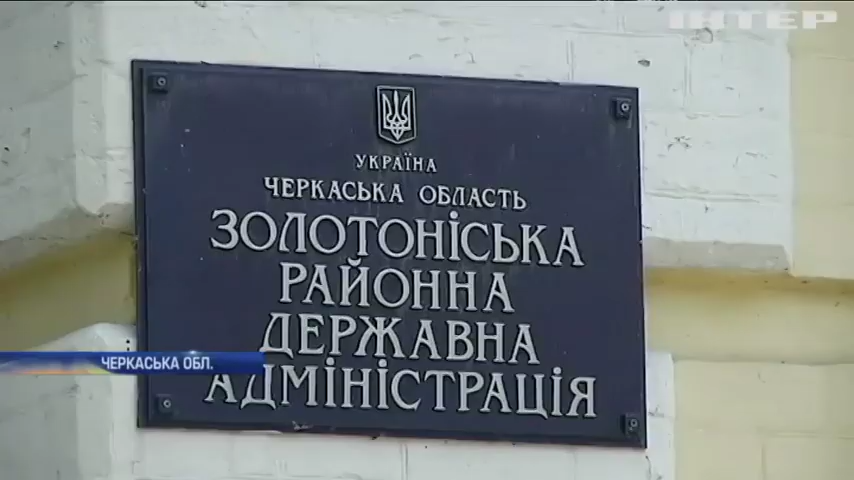 ІНТЕР
УКРАЇНА
ЧЕРКАСЬКА ОБЛАСТЬ
ЗОЛОТОНІСЬКА
РАЙОННА
ДЕРЖАВНА
АДМІНІСТРАЦІЯ
ЧЕРКАСЬКА ОБЛ.